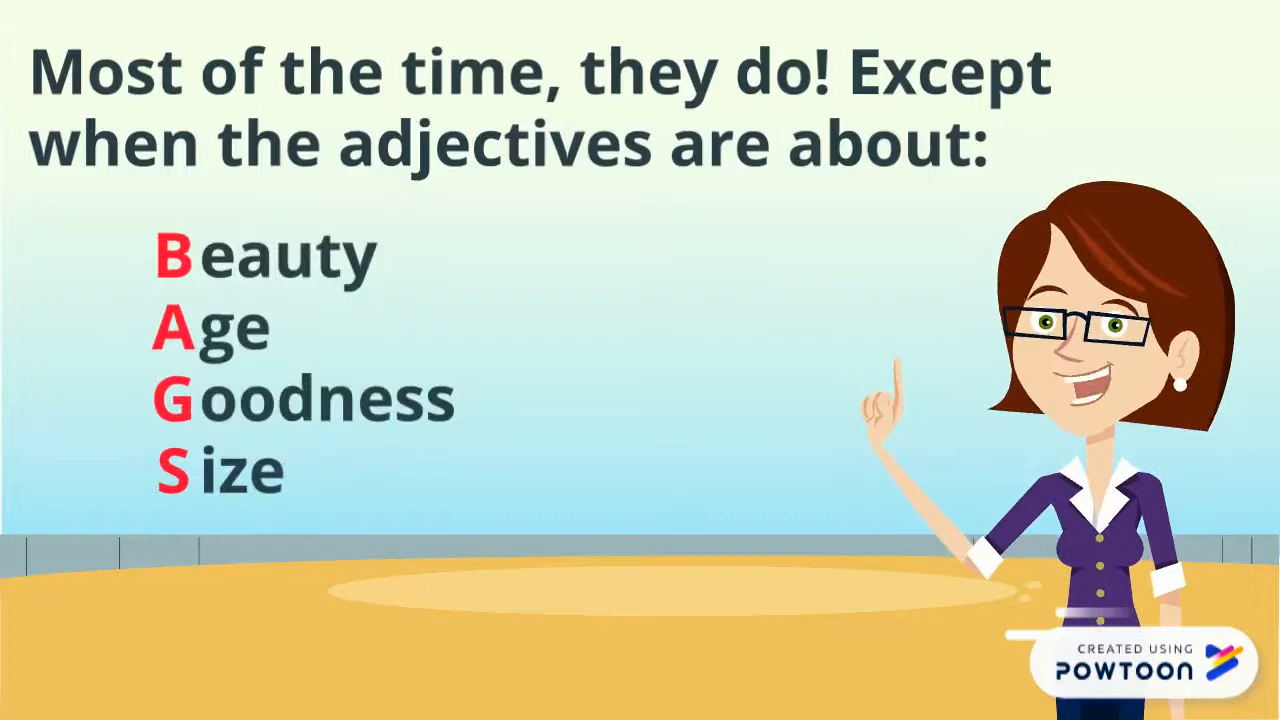 Most of the time, they do! Except
when the adjectives are about:
Beauty
Age
Goodness
Size
CREATED USING
POWTOON